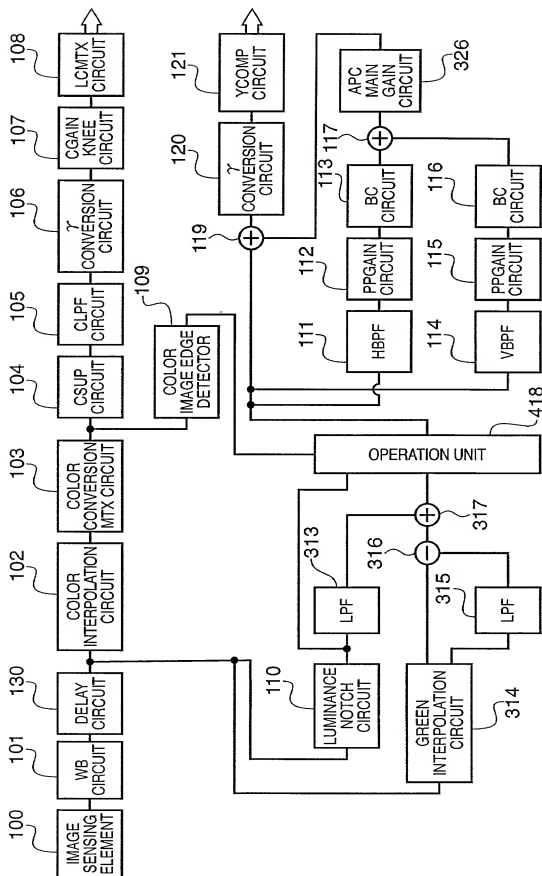 100
IMAGE
SENSING
ELEMENT
101
WB
CIRCUIT
130
DELAY
CIRCUIT
102
COLOR
INTERPOLATION
CIRCUIT
103
COLOR
CONVERSION
MTX CIRCUIT
104
CSUP
CIRCUIT
105
CLPF
CIRCUIT
106
γ
CONVERSION
CIRCUIT
107
CGAIN
KNEE
CIRCUIT
108
LCMTX
CIRCUIT
109
COLOR
IMAGE EDGE
DETECTOR
119
+
120
γ
CONVERSION
CIRCUIT
121
YCOMP
CIRCUIT
110
LUMINANCE
NOTCH
CIRCUIT
313
LPF
316
−
317
+
314
GREEN
INTERPOLATION
CIRCUIT
315
LPF
OPERATION UNIT
418
111
HBPF
112
PPGAIN
CIRCUIT
113
BC
CIRCUIT
117
+
APC
MAIN
GAIN
CIRCUIT
326
114
VBPF
115
PPGAIN
CIRCUIT
116
BC
CIRCUIT